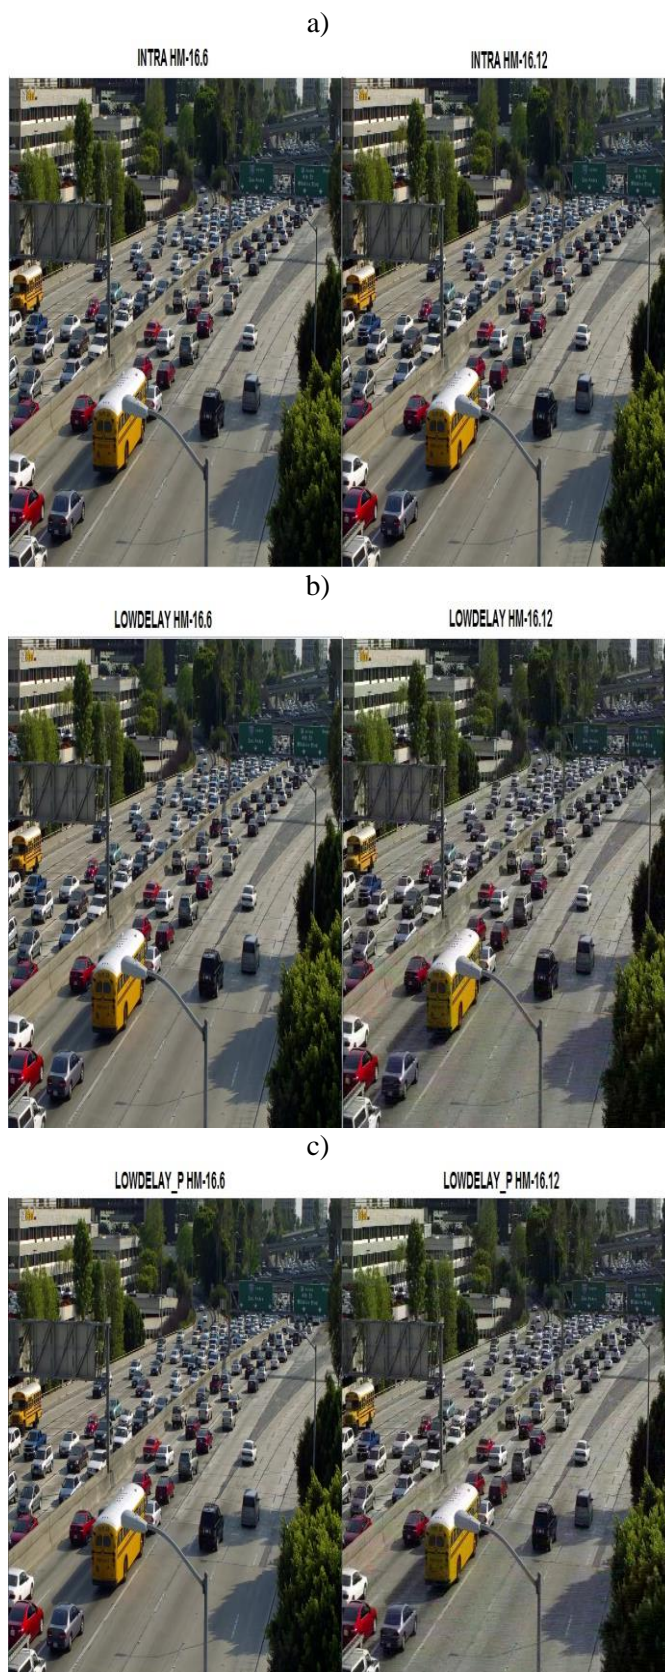 a)
INTRA HM-16.6 INTRA HM-16.12
b)
LOWDELAY HM-16.6 LOWDELAY HM-16.12
c)
LOWDELAY_P HM-16.6 LOWDELAY_P HM-16.12